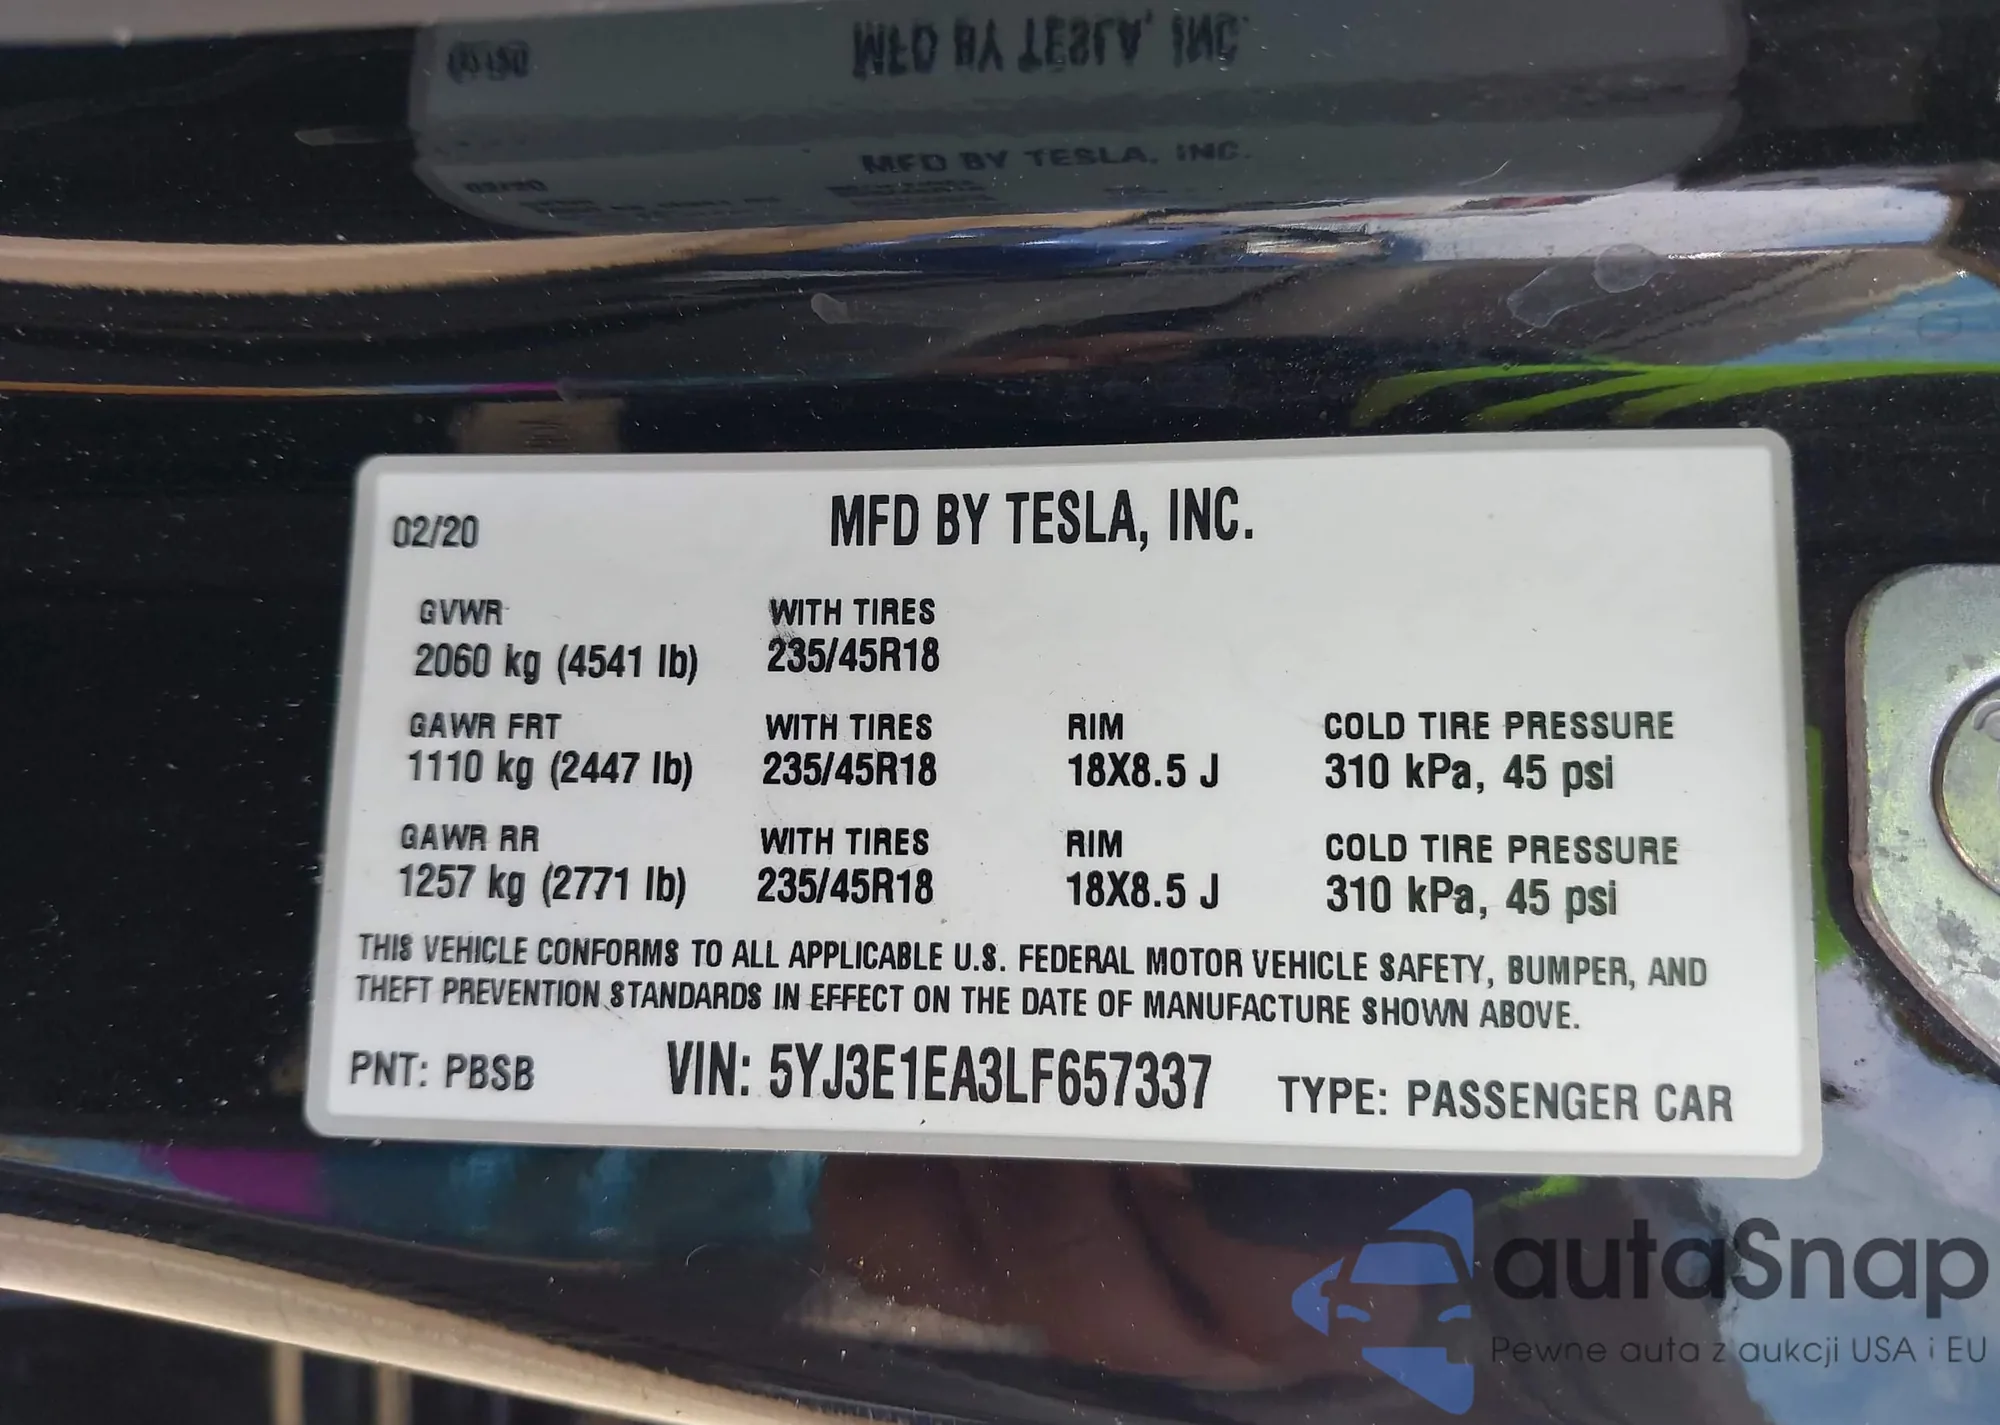 MFD BY TESLA, INC.
MFD BY TESLA, INC.
02/20
02/20 MFD BY TESLA, INC.
GVWR WITH TIRES
2060 kg (4541 lb) 235/45R18
GAWR FRT WITH TIRES RIM COLD TIRE PRESSURE
1110 kg (2447 lb) 235/45R18 18X8.5 J 310 kPa, 45 psi
GAWR RR WITH TIRES RIM COLD TIRE PRESSURE
1257 kg (2771 lb) 235/45R18 18X8.5 J 310 kPa, 45 psi
THIS VEHICLE CONFORMS TO ALL APPLICABLE U.S. FEDERAL MOTOR VEHICLE SAFETY, BUMPER, AND
THEFT PREVENTION STANDARDS IN EFFECT ON THE DATE OF MANUFACTURE SHOWN ABOVE.
PNT: PBSB VIN: 5YJ3E1EA3LF657337 TYPE: PASSENGER CAR
autaSnap
Pewne auta z aukcji USA i EU